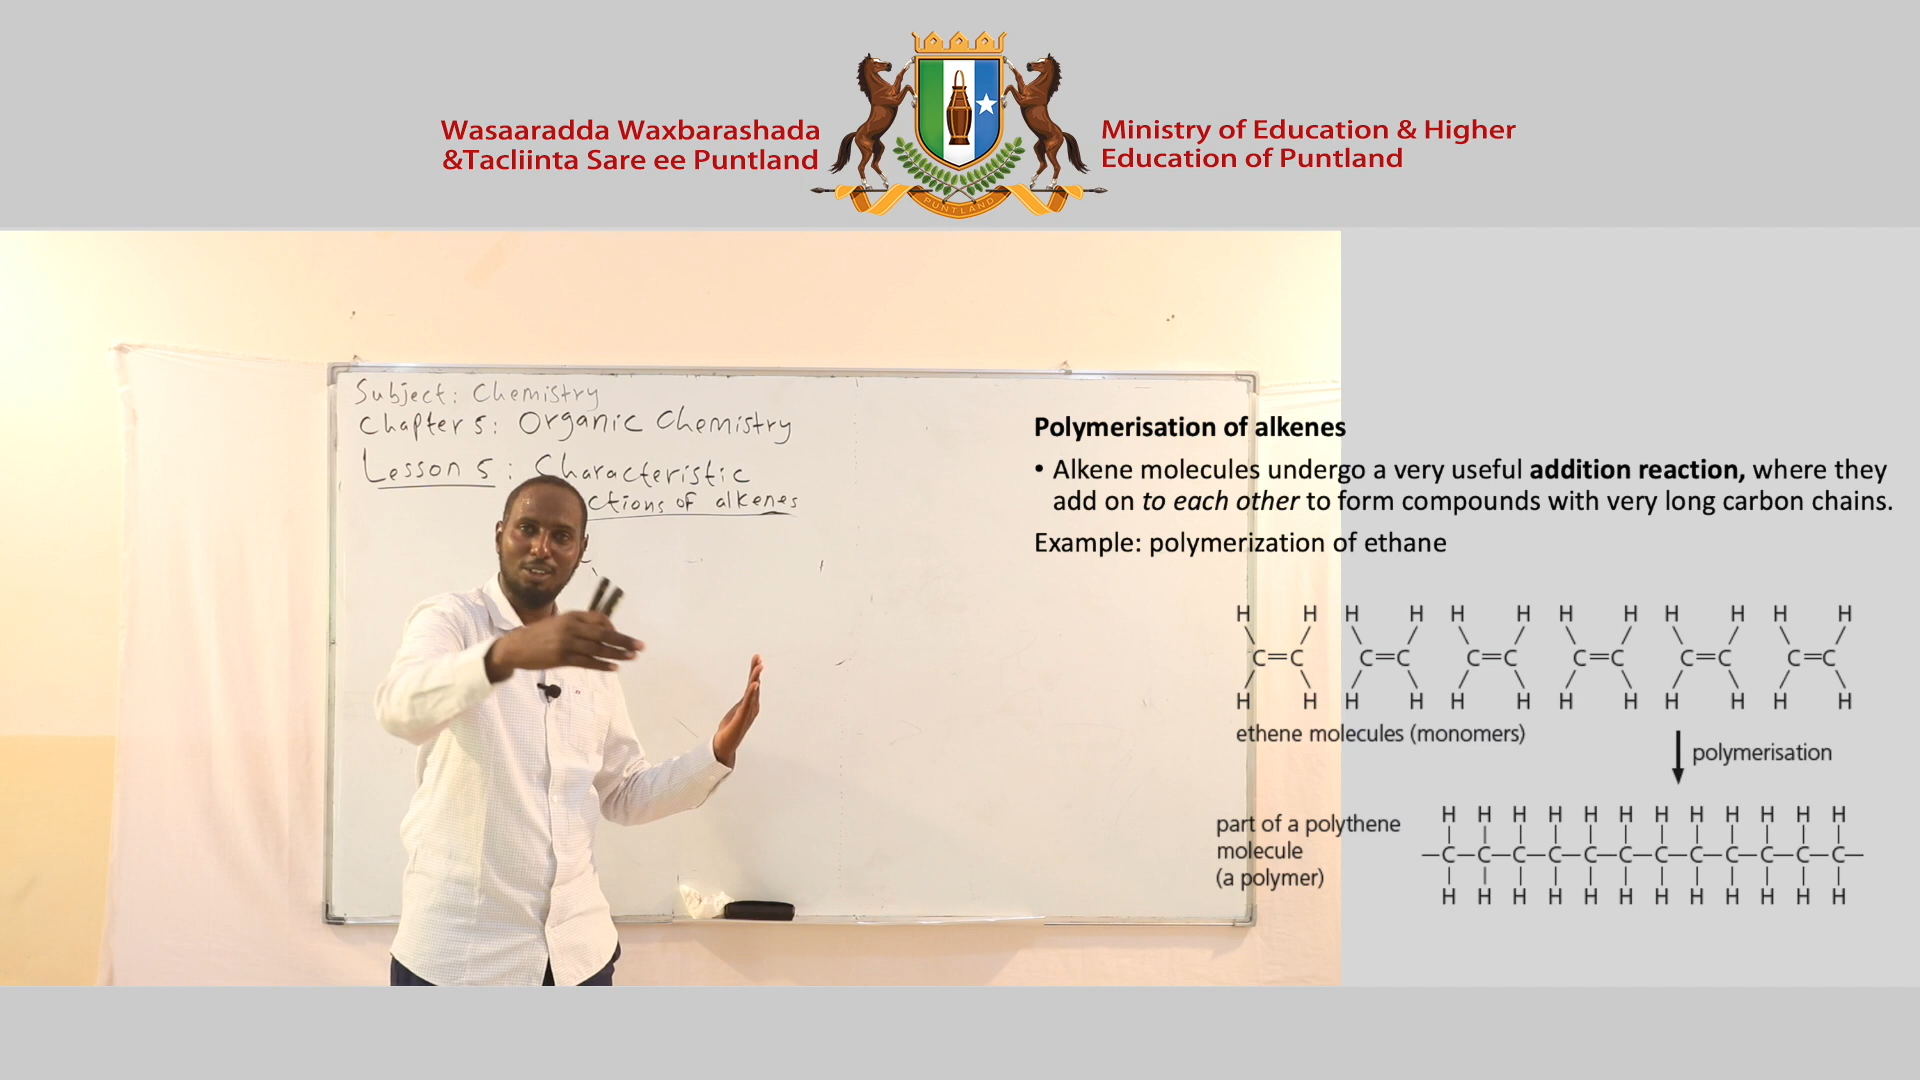 Wasaaradda Waxbarashada
&Tacliinta Sare ee Puntland
Ministry of Education & Higher
Education of Puntland
PUNTLAND
Subject: Chemistry
Chapter 5: Organic Chemistry
Lesson 5: Characteristic
ctions of alkenes
Polymerisation of alkenes
• Alkene molecules undergo a very useful addition reaction, where they
add on to each other to form compounds with very long carbon chains.
Example: polymerization of ethane
H H H H H H H H H H H H
C=C C=C C=C C=C C=C C=C
H H H H H H H H H H H H
ethene molecules (monomers)
polymerisation
part of a polythene
molecule
(a polymer)
H H H H H H H H H H H H
—C—C—C—C—C—C—C—C—C—C—C—C—
H H H H H H H H H H H H